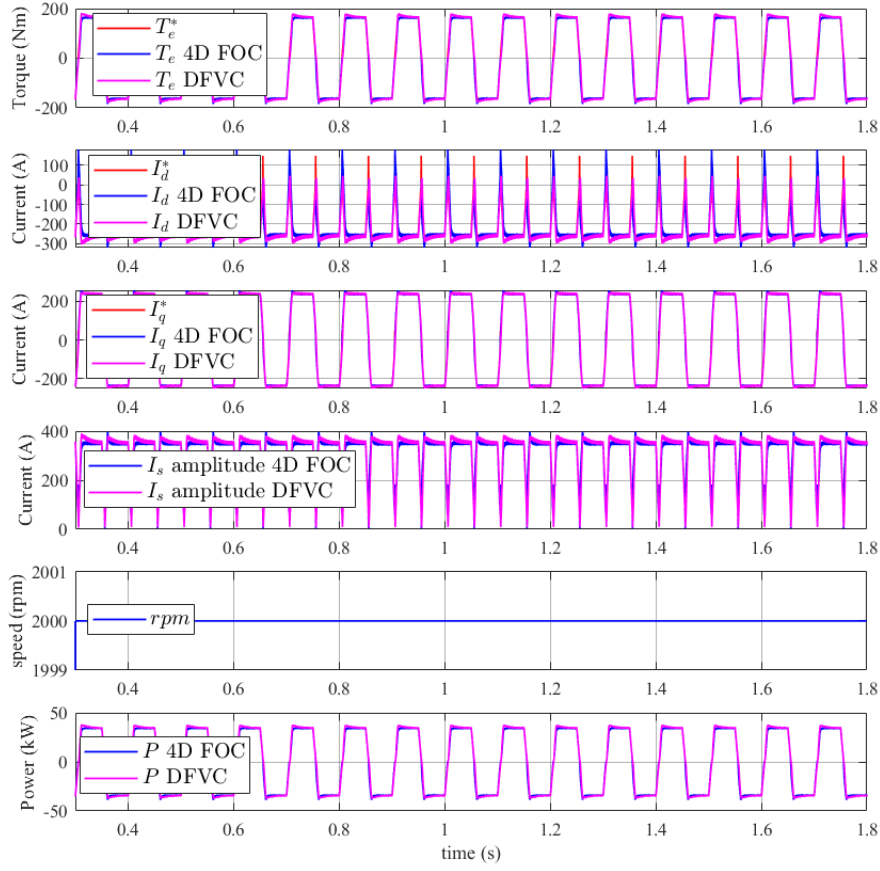 Torque (Nm)
200
0
-200
T_e^*
T_e 4D FOC
T_e DFVC
0.4 0.6 0.8 1 1.2 1.4 1.6 1.8
Current (A)
100
0
-100
-200
-300
I_d^*
I_d 4D FOC
I_d DFVC
0.4 0.6 0.8 1 1.2 1.4 1.6 1.8
Current (A)
200
0
-200
I_q^*
I_q 4D FOC
I_q DFVC
0.4 0.6 0.8 1 1.2 1.4 1.6 1.8
Current (A)
400
200
0
I_s amplitude 4D FOC
I_s amplitude DFVC
0.4 0.6 0.8 1 1.2 1.4 1.6 1.8
speed (rpm)
2001
2000
1999
rpm
0.4 0.6 0.8 1 1.2 1.4 1.6 1.8
Power (kW)
50
0
-50
P 4D FOC
P DFVC
0.4 0.6 0.8 1 1.2 1.4 1.6 1.8
time (s)